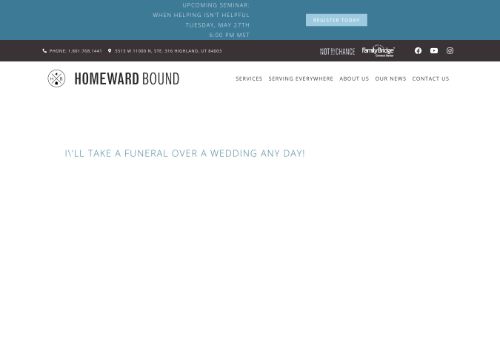 UPCOMING SEMINAR:
WHEN HELPING ISN'T HELPFUL
TUESDAY, MAY 27TH
6:00 PM MST
REGISTER TODAY
PHONE: 1.801.768.1441 5513 W 11000 N, STE. 316 HIGHLAND, UT 84003
NOT BY CHANCE FamilyBridge
HOMEWARD BOUND
SERVICES SERVING EVERYWHERE ABOUT US OUR NEWS CONTACT US
I\'LL TAKE A FUNERAL OVER A WEDDING ANY DAY!